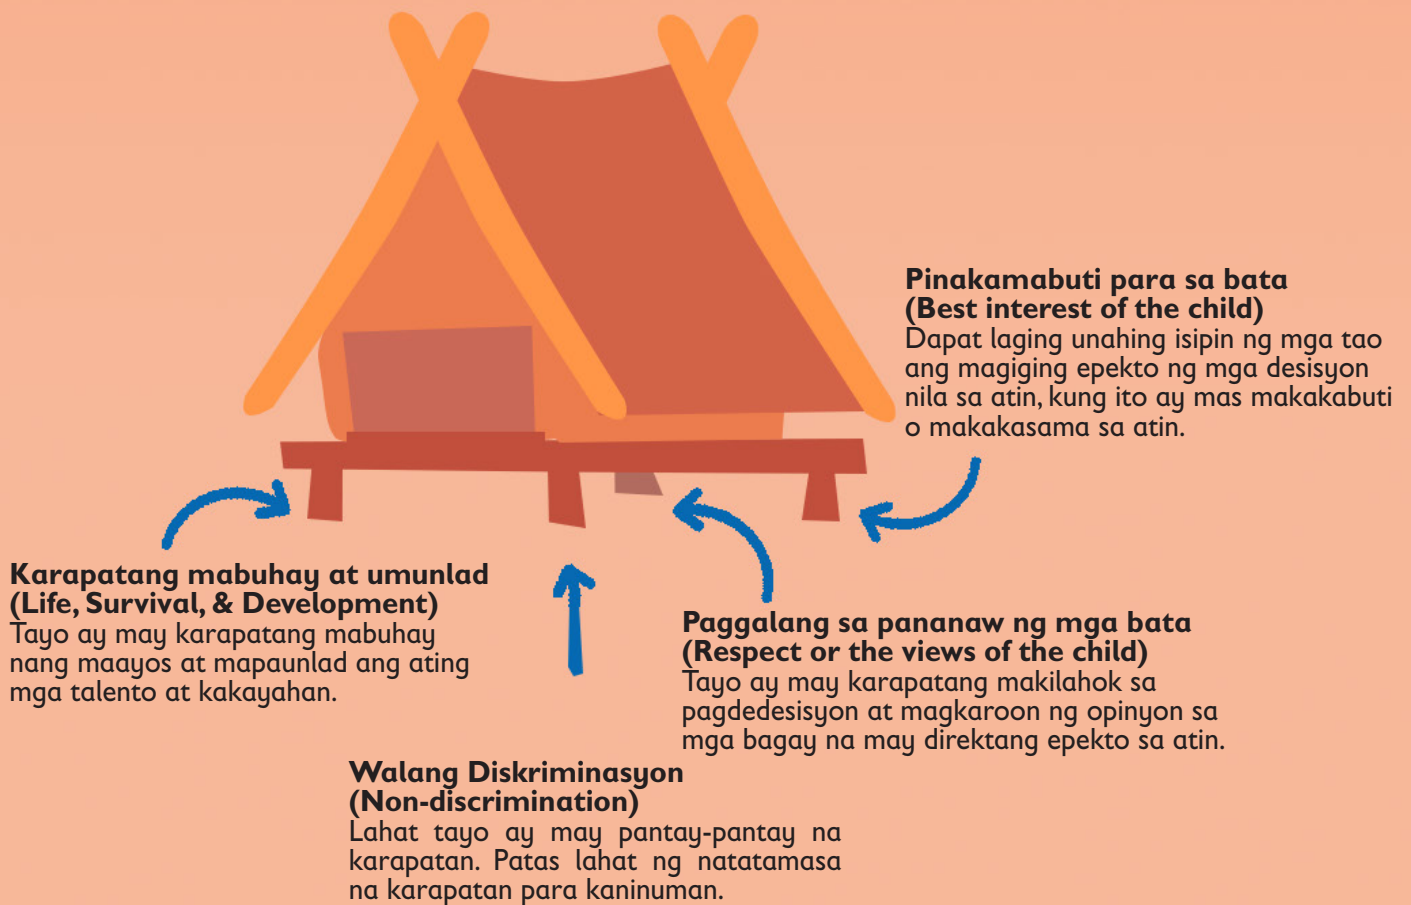 Pinakamabuti para sa bata
(Best interest of the child)
Dapat laging unahing isipin ng mga tao
ang magiging epekto ng mga desisyon
nila sa atin, kung ito ay mas makakabuti
o makakasama sa atin.
Karapatang mabuhay at umunlad
(Life, Survival, & Development)
Tayo ay may karapatang mabuhay
nang maayos at mapaunlad ang ating
mga talento at kakayahan.
Paggalang sa pananaw ng mga bata
(Respect or the views of the child)
Tayo ay may karapatang makilahok sa
pagdedesisyon at magkaroon ng opinyon sa
mga bagay na may direktang epekto sa atin.
Walang Diskriminasyon
(Non-discrimination)
Lahat tayo ay may pantay-pantay na
karapatan. Patas lahat ng natatamasa
na karapatan para kaninuman.